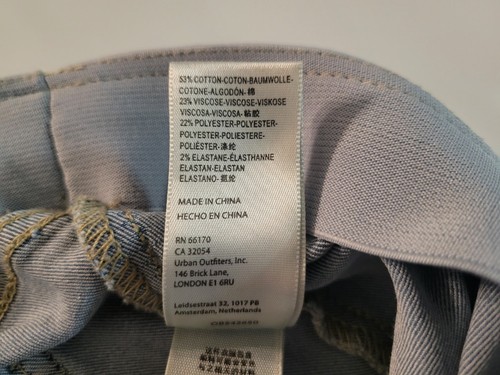 53% COTTON-COTON-BAUMWOLLE-
COTONE-ALGODÓN-棉
23% VISCOSE-VISCOSE-VISKOSE
VISCOSA-VISCOSA-粘胶
22% POLYESTER-POLYESTER-
POLYESTER-POLIESTERE-
POLIÉSTER-涤纶
2% ELASTANE-ÉLASTHANNE
ELASTAN-ELASTAN
ELASTANO-氨纶
MADE IN CHINA
HECHO EN CHINA
RN 66170
CA 32054
Urban Outfitters, Inc.
146 Brick Lane,
LONDON E1 6RU
Leidsestraat 32, 1017 PB
Amsterdam, Netherlands